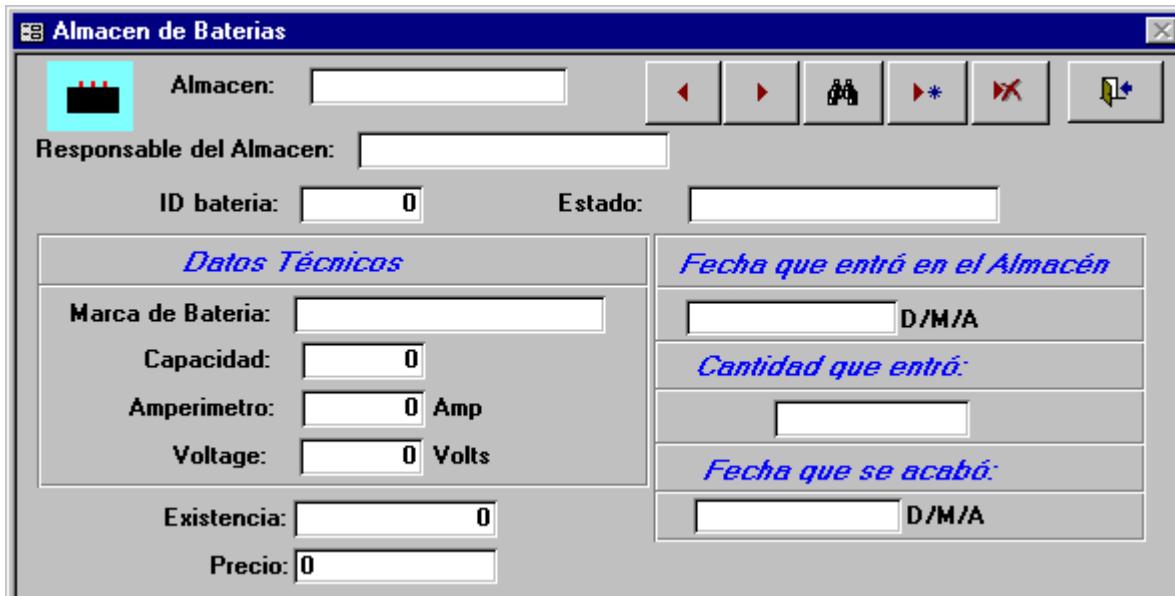 Almacen de Baterias
Almacen:
Responsable del Almacen:
ID bateria: 0 Estado:
Datos Técnicos
Fecha que entró en el Almacén
Marca de Bateria:
D/M/A
Capacidad: 0
Cantidad que entró:
Amperimetro: 0 Amp
Voltage: 0 Volts
Fecha que se acabó:
Existencia: 0
D/M/A
Precio: 0